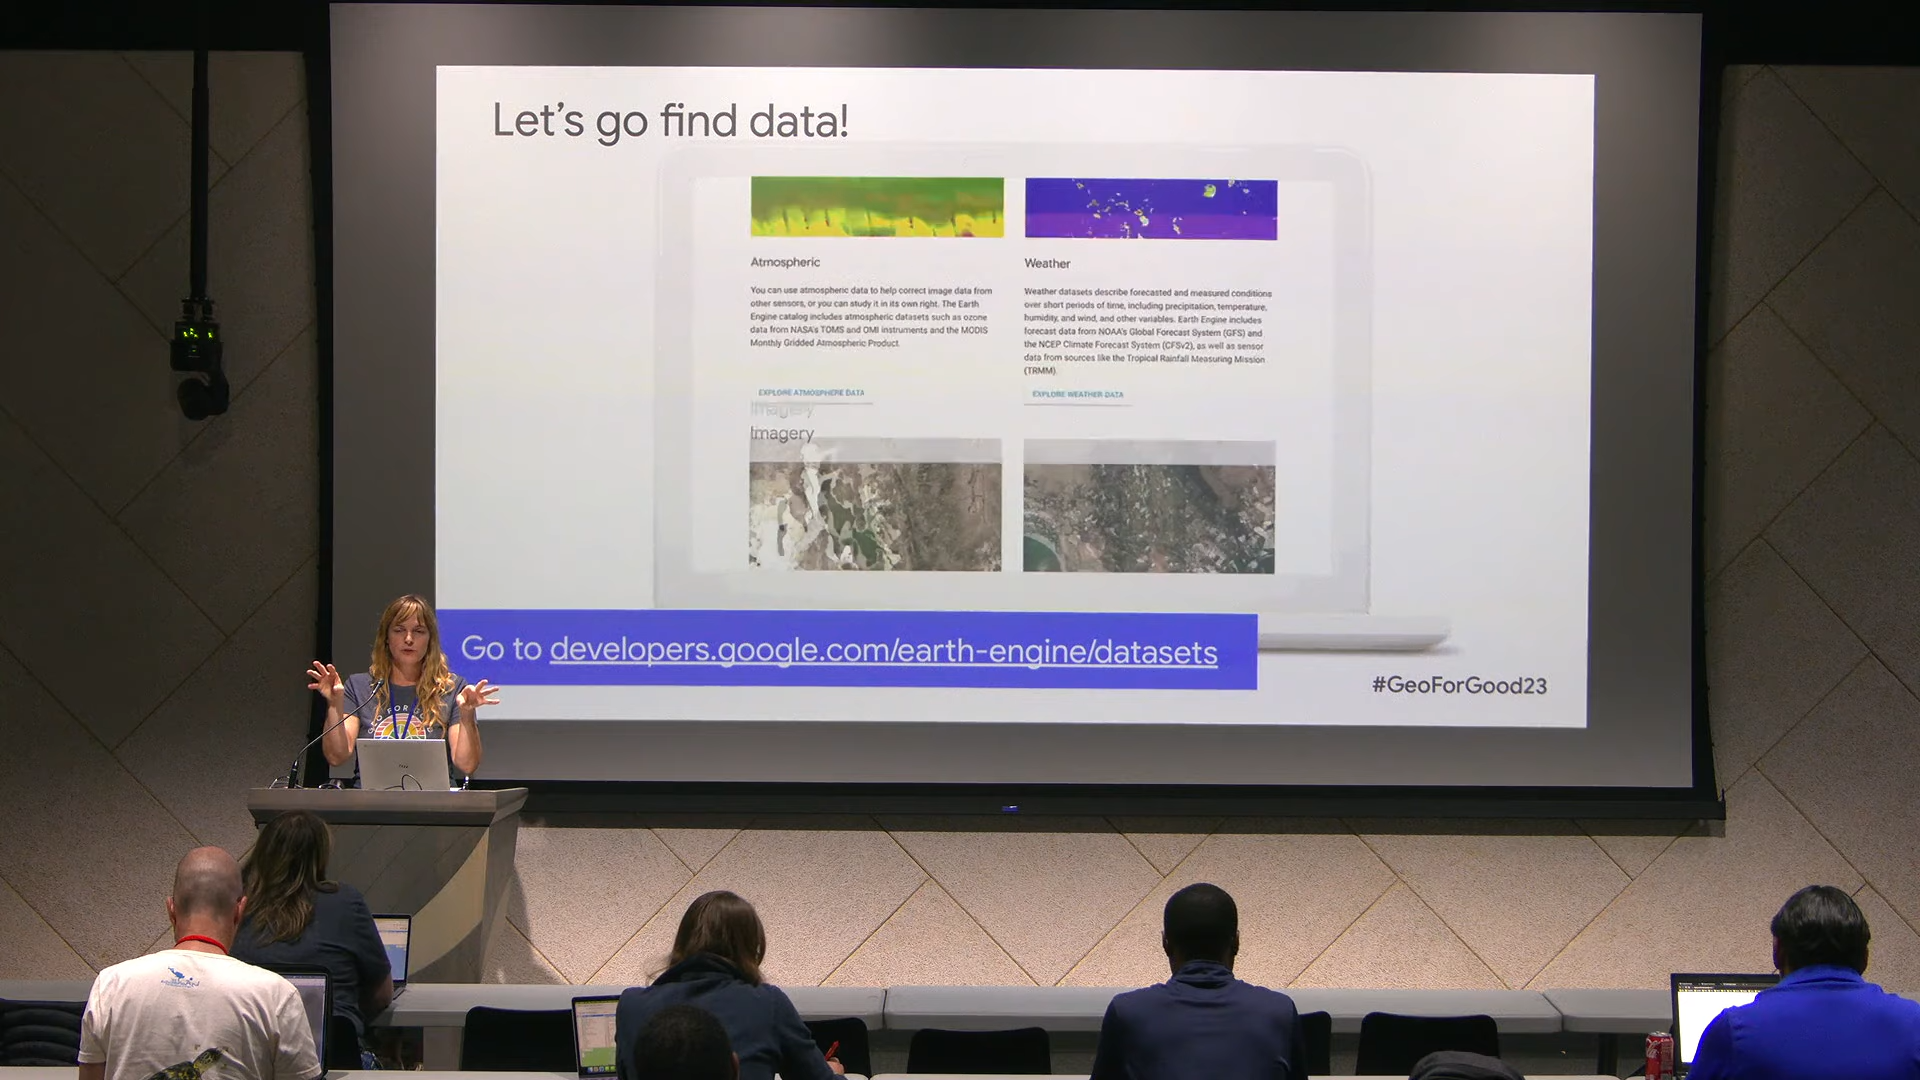 Let's go find data!
Atmospheric
You can use atmospheric data to help correct image data from
other sensors, or you can study it in its own right. The Earth
Engine catalog includes atmospheric datasets such as ozone
data from NASA's TOMS and OMI instruments and the MODIS
Monthly Gridded Atmospheric Product.
EXPLORE ATMOSPHERE DATA
Weather
Weather datasets describe forecasted and measured conditions
over short periods of time, including precipitation, temperature,
humidity, and wind, and other variables. Earth Engine includes
forecast data from NOAA's Global Forecast System (GFS) and
the NCEP Climate Forecast System (CFSv2), as well as sensor
data from sources like the Tropical Rainfall Measuring Mission
(TRMM).
EXPLORE WEATHER DATA
Imagery
Imagery
Go to developers.google.com/earth-engine/datasets
#GeoForGood23
GEO FOR